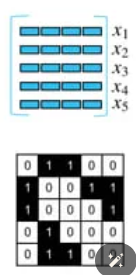 x₁
x₂
x₃
x₄
x₅
0 1 1 0 0
1 0 0 1 1
1 0 0 0 1
0 1 0 0 0
0 1 1 0